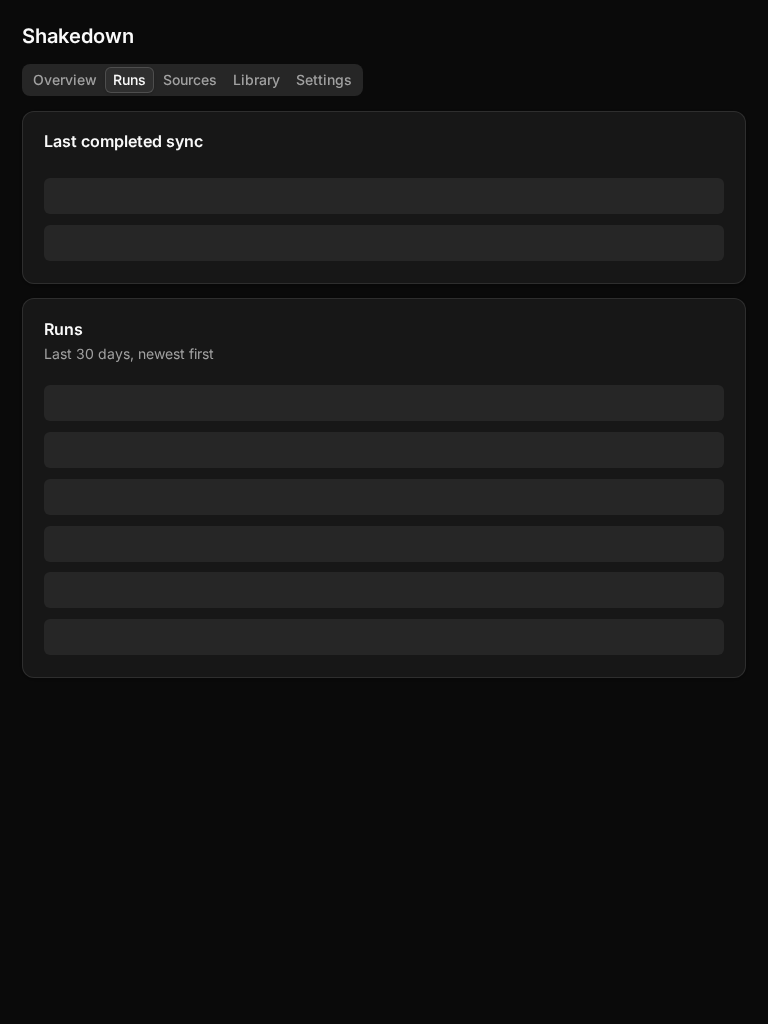 Shakedown
Overview Runs Sources Library Settings
Last completed sync
Runs
Last 30 days, newest first